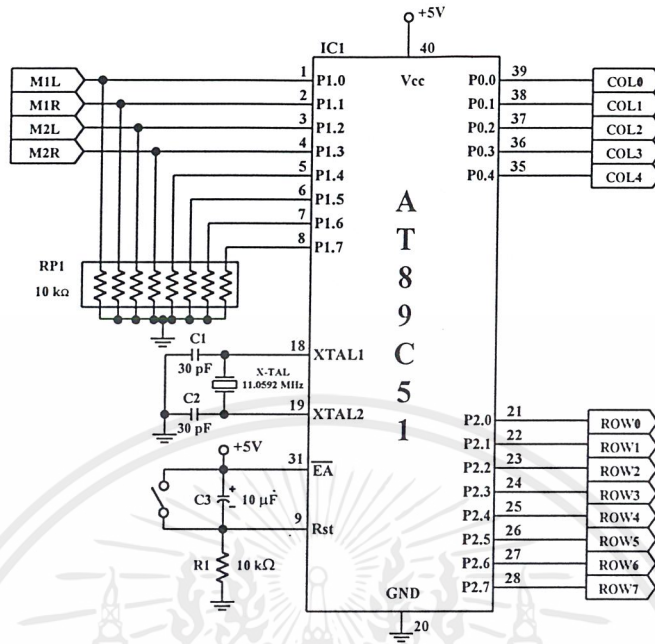 +5V
IC1
40
Vcc
M1L
M1R
M2L
M2R
1 P1.0
2 P1.1
3 P1.2
4 P1.3
5 P1.4
6 P1.5
7 P1.6
8 P1.7
RP1
10 kΩ
C1
30 pF
X-TAL
11.0592 MHz
C2
30 pF
18 XTAL1
19 XTAL2
+5V
31 EA
C3
+
−
10 µF
9 Rst
R1
10 kΩ
AT89C51
P0.0 39 COL0
P0.1 38 COL1
P0.2 37 COL2
P0.3 36 COL3
P0.4 35 COL4
P2.0 21 ROW0
P2.1 22 ROW1
P2.2 23 ROW2
P2.3 24 ROW3
P2.4 25 ROW4
P2.5 26 ROW5
P2.6 27 ROW6
P2.7 28 ROW7
GND
20